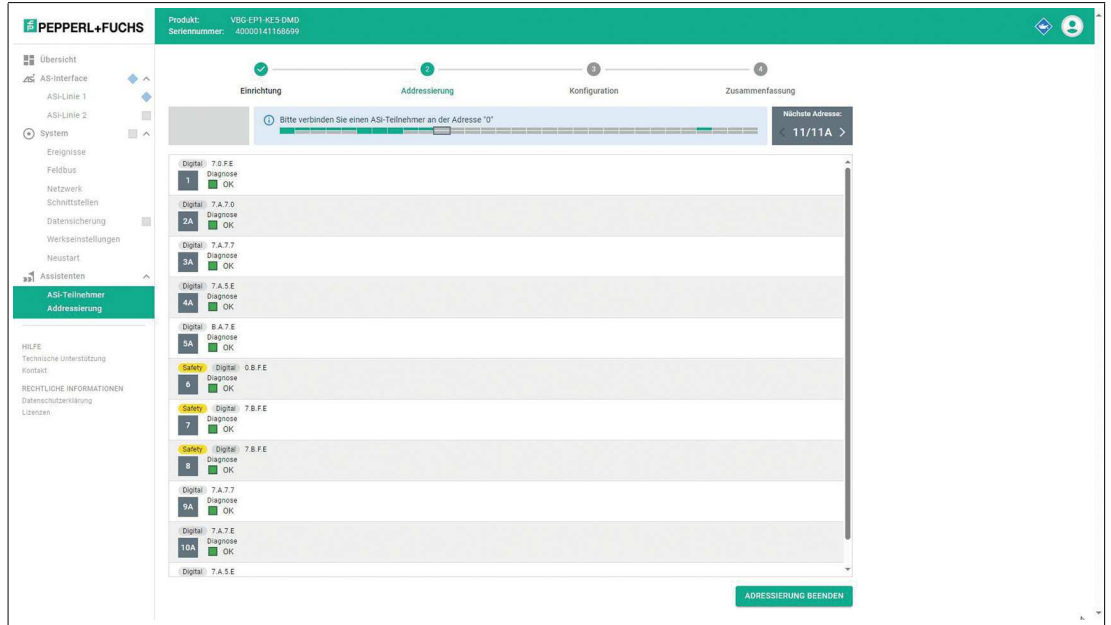 PEPPERL+FUCHS
Produkt: VBG-EP1-KE5-DMD
Seriennummer: 40000141168699
Übersicht
AS-Interface
ASI-Linie 1
ASI-Linie 2
System
Ereignisse
Feldbus
Netzwerk
Schnittstellen
Datensicherung
Werkseinstellungen
Neustart
Assistenten
ASI-Teilnehmer
Addressierung
HILFE
Technische Unterstützung
Kontakt
RECHTLICHE INFORMATIONEN
Datenschutzerklärung
Lizenzen
2
3
4
Einrichtung
Addressierung
Konfiguration
Zusammenfassung
Bitte verbinden Sie einen ASI-Teilnehmer an der Adresse "0"
Nächste Adresse:
< 11/11A >
Digital 7.0.F.E
Diagnose
1 OK
Digital 7.A.7.0
Diagnose
2A OK
Digital 7.A.7.7
Diagnose
3A OK
Digital 7.A.5.E
Diagnose
4A OK
Digital B.A.7.E
Diagnose
5A OK
Safety Digital 0.B.F.E
Diagnose
6 OK
Safety Digital 7.B.F.E
Diagnose
7 OK
Safety Digital 7.B.F.E
Diagnose
8 OK
Digital 7.A.7.7
Diagnose
9A OK
Digital 7.A.7.E
Diagnose
10A OK
Digital 7.A.5.E
ADRESSIERUNG BEENDEN